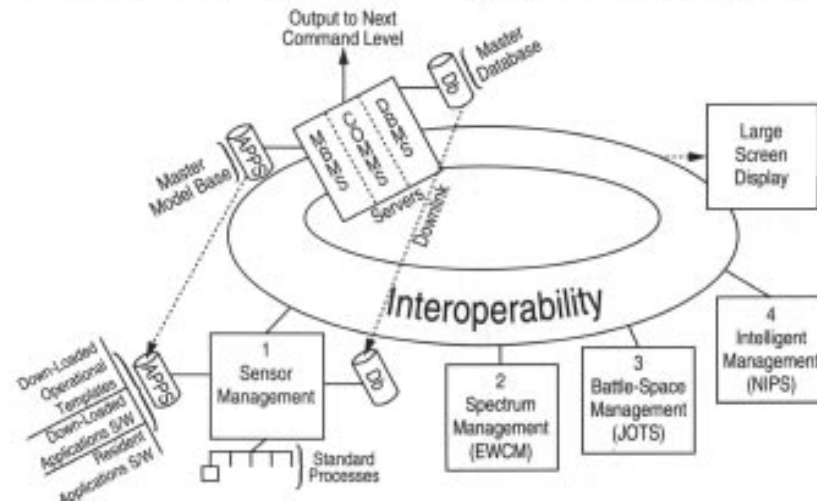 Output to Next
Command Level
Db
Master
Database
MBMS
COMMS
DBMS
Servers
APPS
Master
Model Base
Downlink
Large
Screen
Display
Interoperability
1
Sensor
Management
APPS
Db
Down-Loaded
Operational
Templates
Down-Loaded
Applications S/W
Resident
Applications S/W
Standard
Processes
2
Spectrum
Management
(EWCM)
3
Battle-Space
Management
(JOTS)
4
Intelligent
Management
(NIPS)